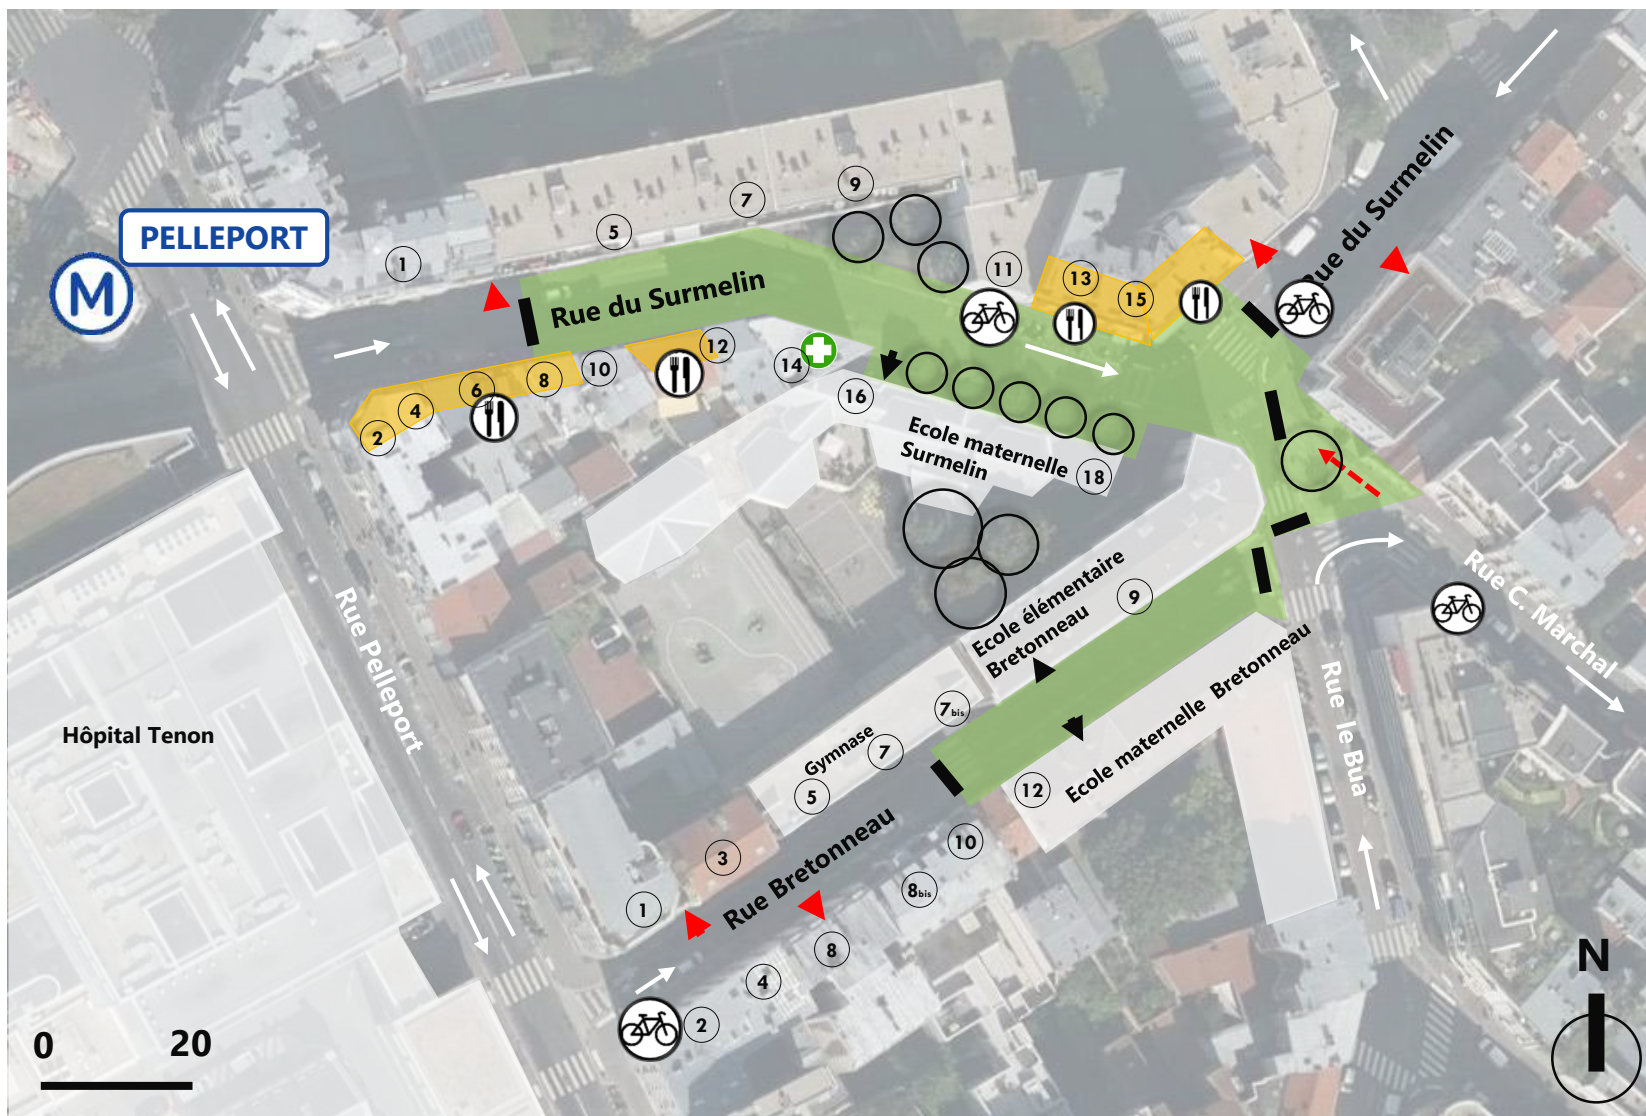 PELLEPORT
M
1
5
7
9
11
13
15
Rue du Surmelin
Rue du Surmelin
2
4
6
8
10
12
14
16
18
Ecole maternelle
Surmelin
Ecole élémentaire
Bretonneau
9
Ecole maternelle Bretonneau
12
Gymnase
7bis
7
5
3
1
Rue Bretonneau
10
8bis
8
4
2
Rue Pelleport
Hôpital Tenon
Rue C. Marchal
Rue le Bua
N
0
20